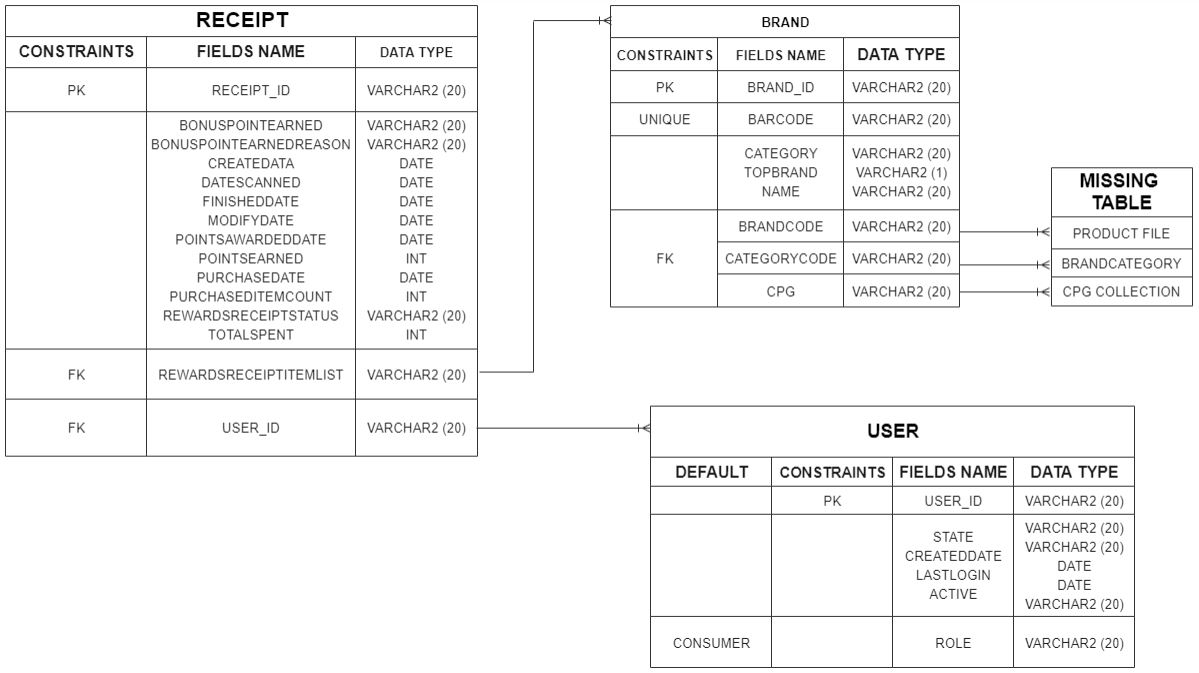 RECEIPT
CONSTRAINTS FIELDS NAME DATA TYPE
PK RECEIPT_ID VARCHAR2 (20)
BONUSPOINTEARNED VARCHAR2 (20)
BONUSPOINTEARNEDREASON VARCHAR2 (20)
CREATEDATA DATE
DATESCANNED DATE
FINISHEDDATE DATE
MODIFYDATE DATE
POINTSAWARDEDDATE DATE
POINTSEARNED INT
PURCHASEDATE DATE
PURCHASEDITEMCOUNT INT
REWARDSRECEIPTSTATUS VARCHAR2 (20)
TOTALSPENT INT
FK REWARDSRECEIPTITEMLIST VARCHAR2 (20)
FK USER_ID VARCHAR2 (20)
BRAND
CONSTRAINTS FIELDS NAME DATA TYPE
PK BRAND_ID VARCHAR2 (20)
UNIQUE BARCODE VARCHAR2 (20)
CATEGORY VARCHAR2 (20)
TOPBRAND VARCHAR2 (1)
NAME VARCHAR2 (20)
BRANDCODE VARCHAR2 (20)
FK CATEGORYCODE VARCHAR2 (20)
CPG VARCHAR2 (20)
MISSING
TABLE
PRODUCT FILE
BRANDCATEGORY
CPG COLLECTION
USER
DEFAULT CONSTRAINTS FIELDS NAME DATA TYPE
PK USER_ID VARCHAR2 (20)
VARCHAR2 (20)
STATE
VARCHAR2 (20)
CREATEDDATE
DATE
LASTLOGIN
DATE
ACTIVE
VARCHAR2 (20)
CONSUMER ROLE VARCHAR2 (20)